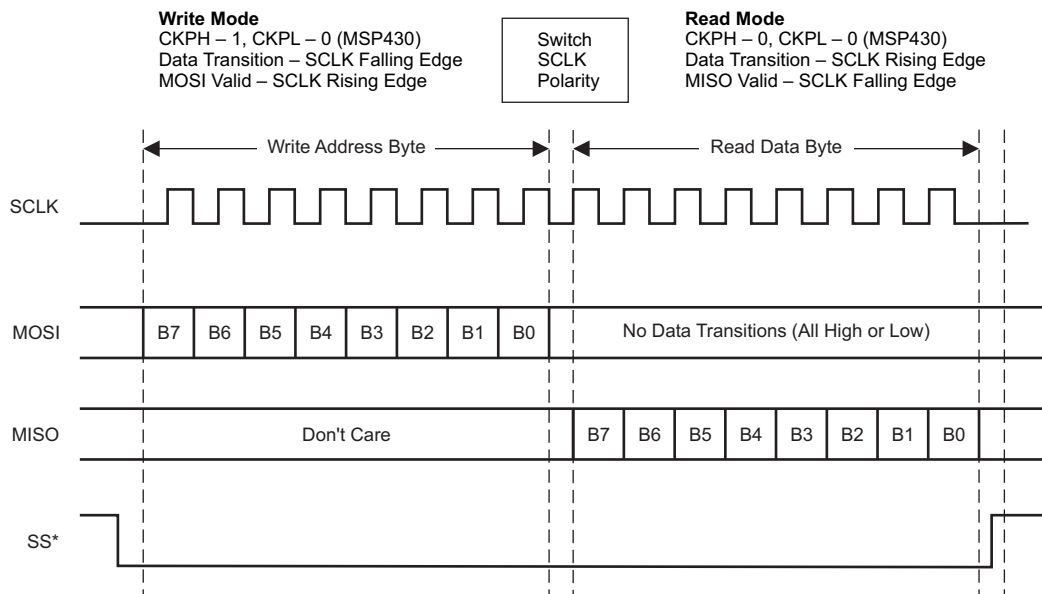 Write Mode
CKPH – 1, CKPL – 0 (MSP430)
Data Transition – SCLK Falling Edge
MOSI Valid – SCLK Rising Edge
Switch
SCLK
Polarity
Read Mode
CKPH – 0, CKPL – 0 (MSP430)
Data Transition – SCLK Rising Edge
MISO Valid – SCLK Falling Edge
Write Address Byte
Read Data Byte
SCLK
MOSI
B7 B6 B5 B4 B3 B2 B1 B0
No Data Transitions (All High or Low)
MISO
Don't Care
B7 B6 B5 B4 B3 B2 B1 B0
SS*